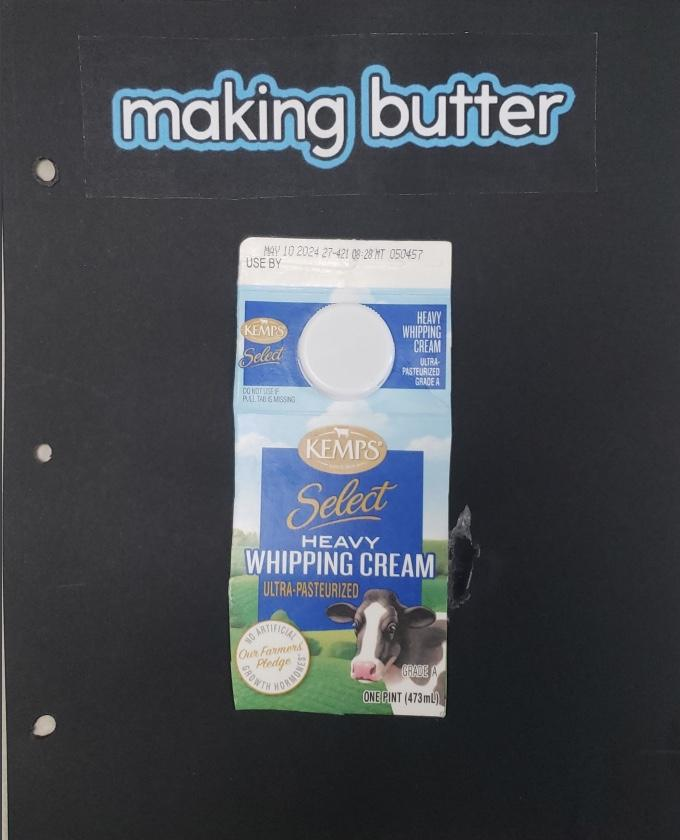 making butter
MAY 10 2024 27-421 08:28 MT 050457
USE BY
KEMPS
Select
HEAVY
WHIPPING
CREAM
ULTRA-
PASTEURIZED
GRADE A
DO NOT USE IF
PULL TAB IS MISSING
KEMPS
Select
HEAVY
WHIPPING CREAM
ULTRA-PASTEURIZED
NO ARTIFICIAL
Our Farmers'
Pledge
GROWTH HORMONES*
GRADE A
ONE PINT (473mL)